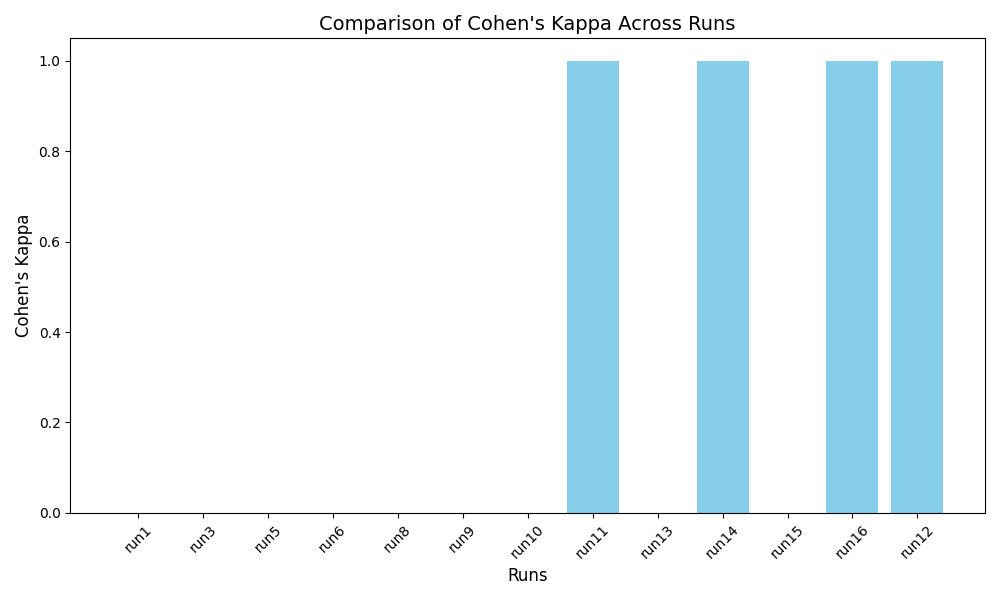 Comparison of Cohen's Kappa Across Runs
1.0
0.8
0.6
0.4
0.2
0.0
Cohen's Kappa
run1 run3 run5 run6 run8 run9 run10 run11 run13 run14 run15 run16 run12
Runs